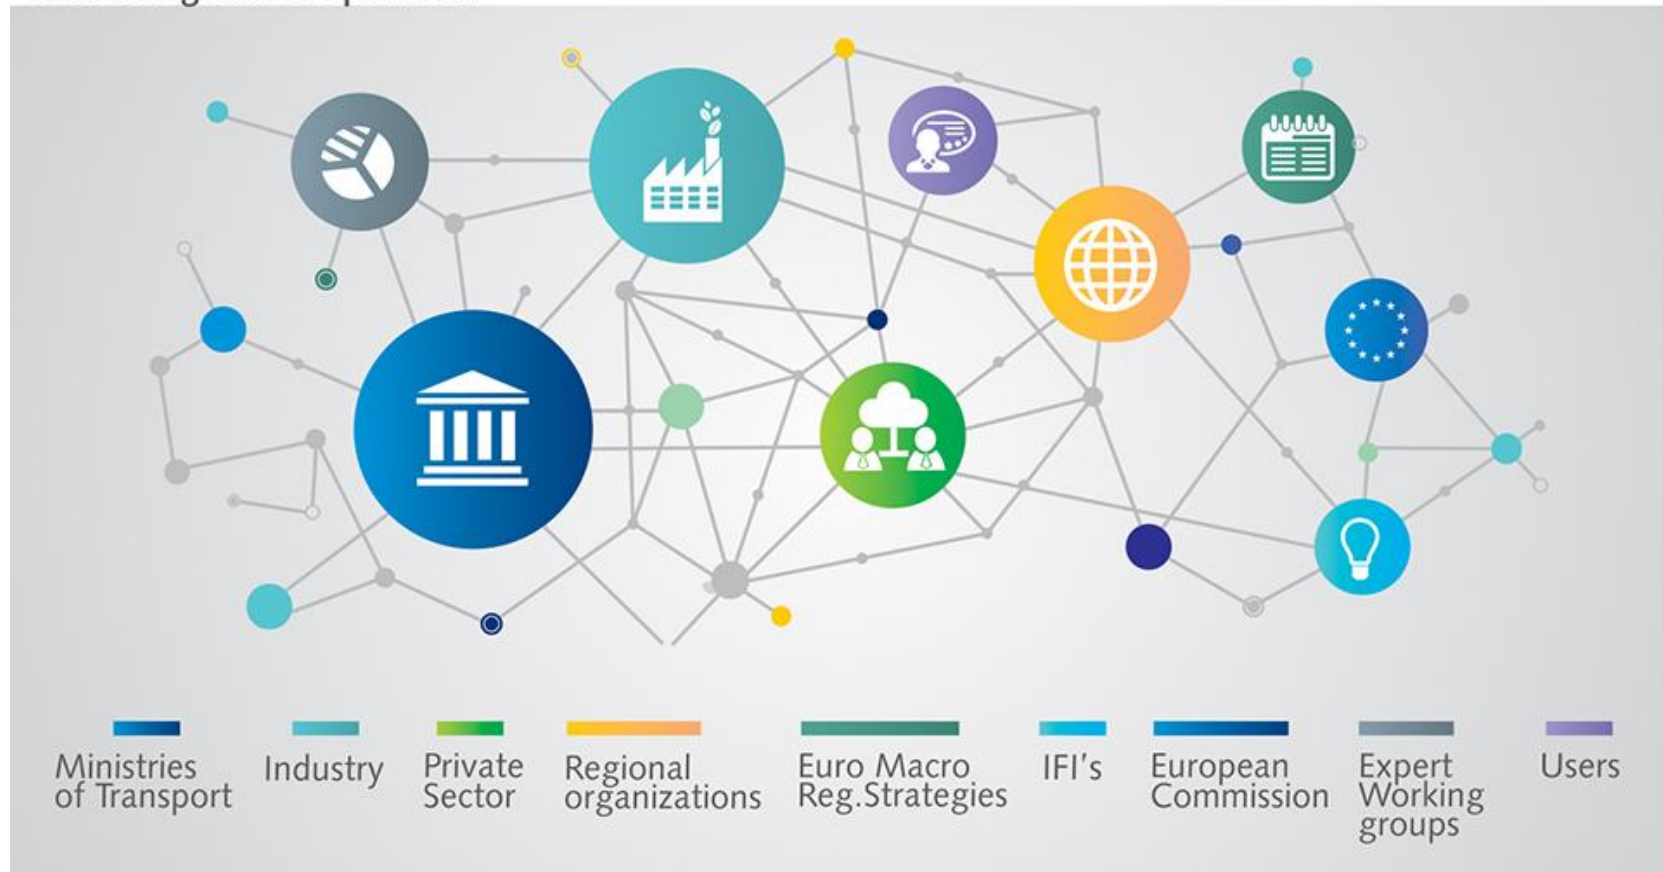 Ministries
of Transport
Industry
Private
Sector
Regional
organizations
Euro Macro
Reg.Strategies
IFI's
European
Commission
Expert
Working
groups
Users